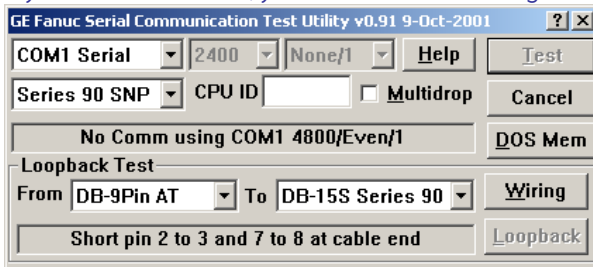 GE Fanuc Serial Communication Test Utility v0.91 9-Oct-2001 ? ×
COM1 Serial 2400 None/1 Help Test
Series 90 SNP CPU ID Multidrop Cancel
No Comm using COM1 4800/Even/1 DOS Mem
Loopback Test
From DB-9Pin AT To DB-15S Series 90 Wiring
Short pin 2 to 3 and 7 to 8 at cable end Loopback